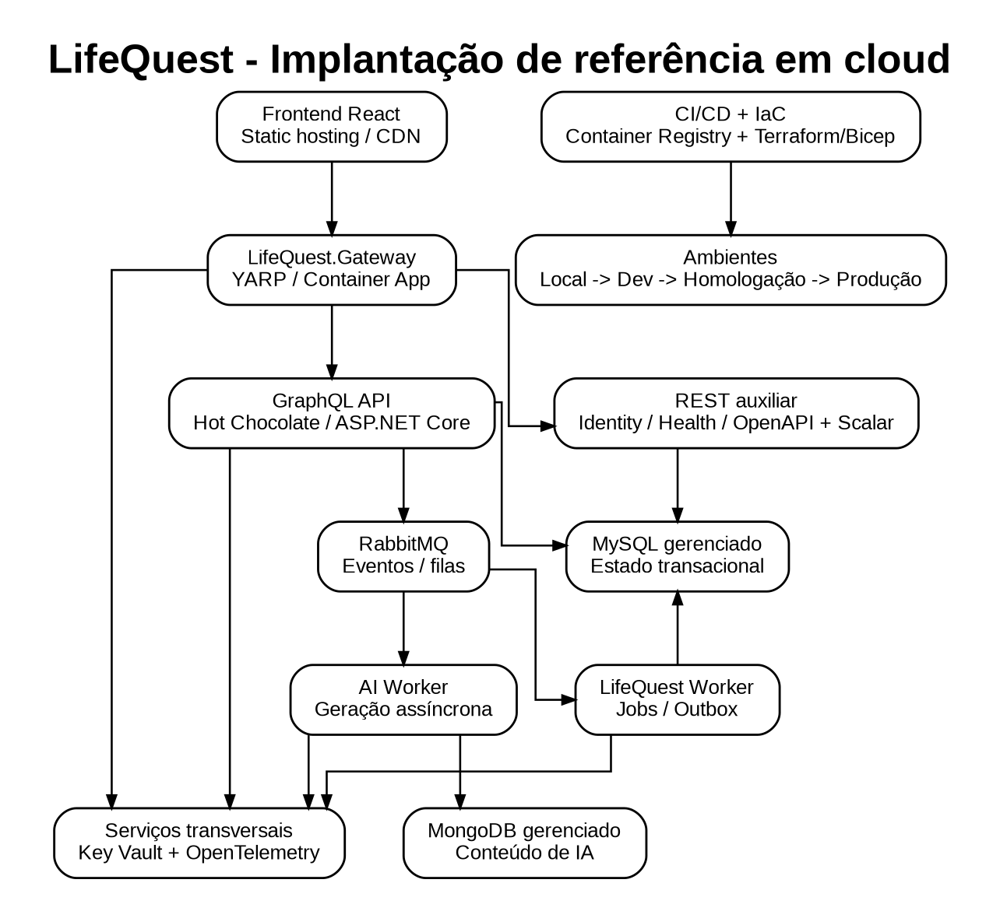 LifeQuest - Implantação de referência em cloud
Frontend React
Static hosting / CDN
CI/CD + IaC
Container Registry + Terraform/Bicep
LifeQuest.Gateway
YARP / Container App
Ambientes
Local -> Dev -> Homologação -> Produção
GraphQL API
Hot Chocolate / ASP.NET Core
REST auxiliar
Identity / Health / OpenAPI + Scalar
RabbitMQ
Eventos / filas
MySQL gerenciado
Estado transacional
AI Worker
Geração assíncrona
LifeQuest Worker
Jobs / Outbox
Serviços transversais
Key Vault + OpenTelemetry
MongoDB gerenciado
Conteúdo de IA